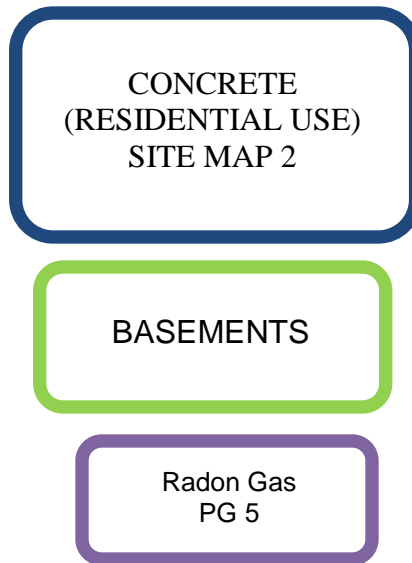 CONCRETE
(RESIDENTIAL USE)
SITE MAP 2
BASEMENTS
Radon Gas
PG 5